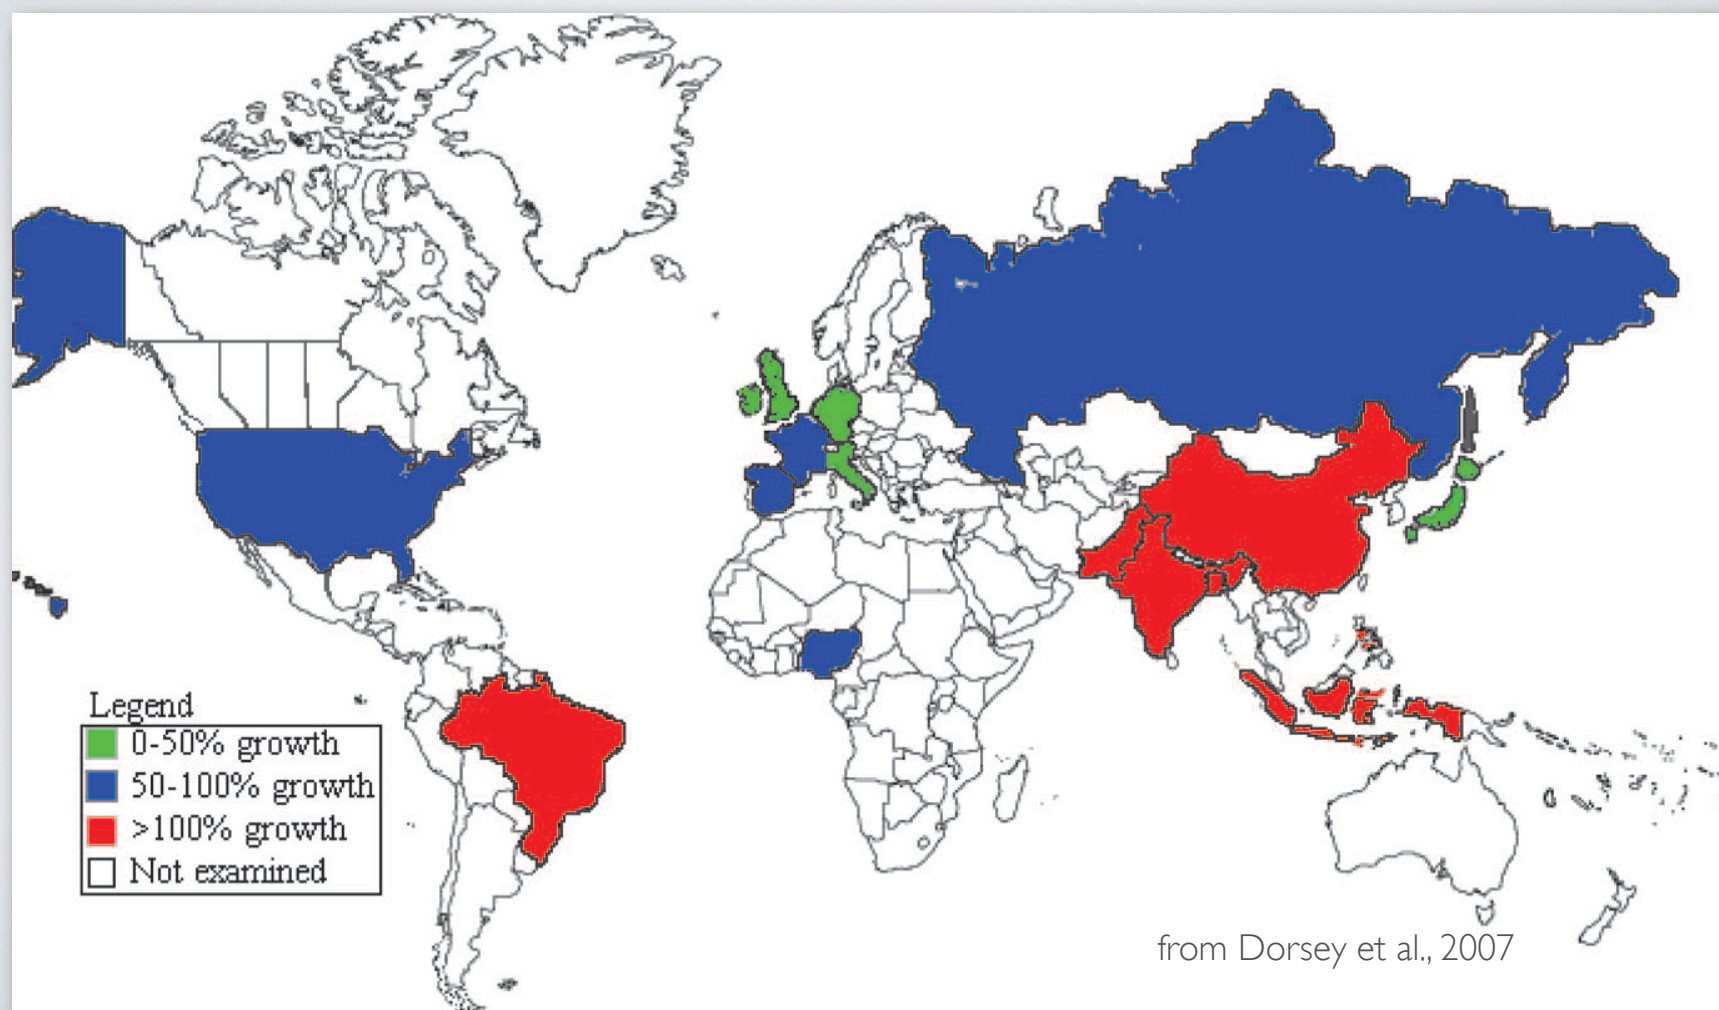 Legend
0-50% growth
50-100% growth
>100% growth
Not examined
from Dorsey et al., 2007